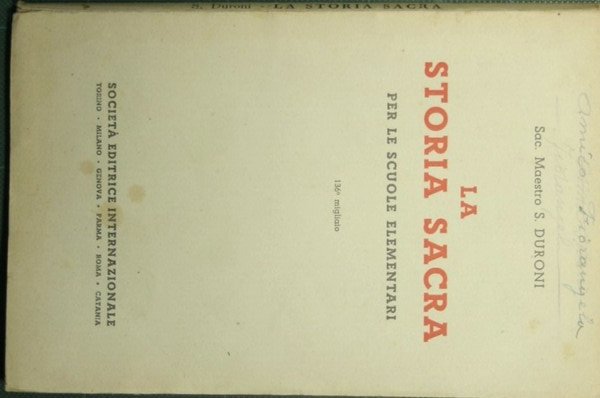 S. Duroni - LA STORIA SACRA
Sac. Maestro S. DURONI
LA
STORIA SACRA
PER LE SCUOLE ELEMENTARI
136º migliaio
SOCIETÀ EDITRICE INTERNAZIONALE
TORINO • MILANO • GENOVA • PARMA • ROMA • CATANIA